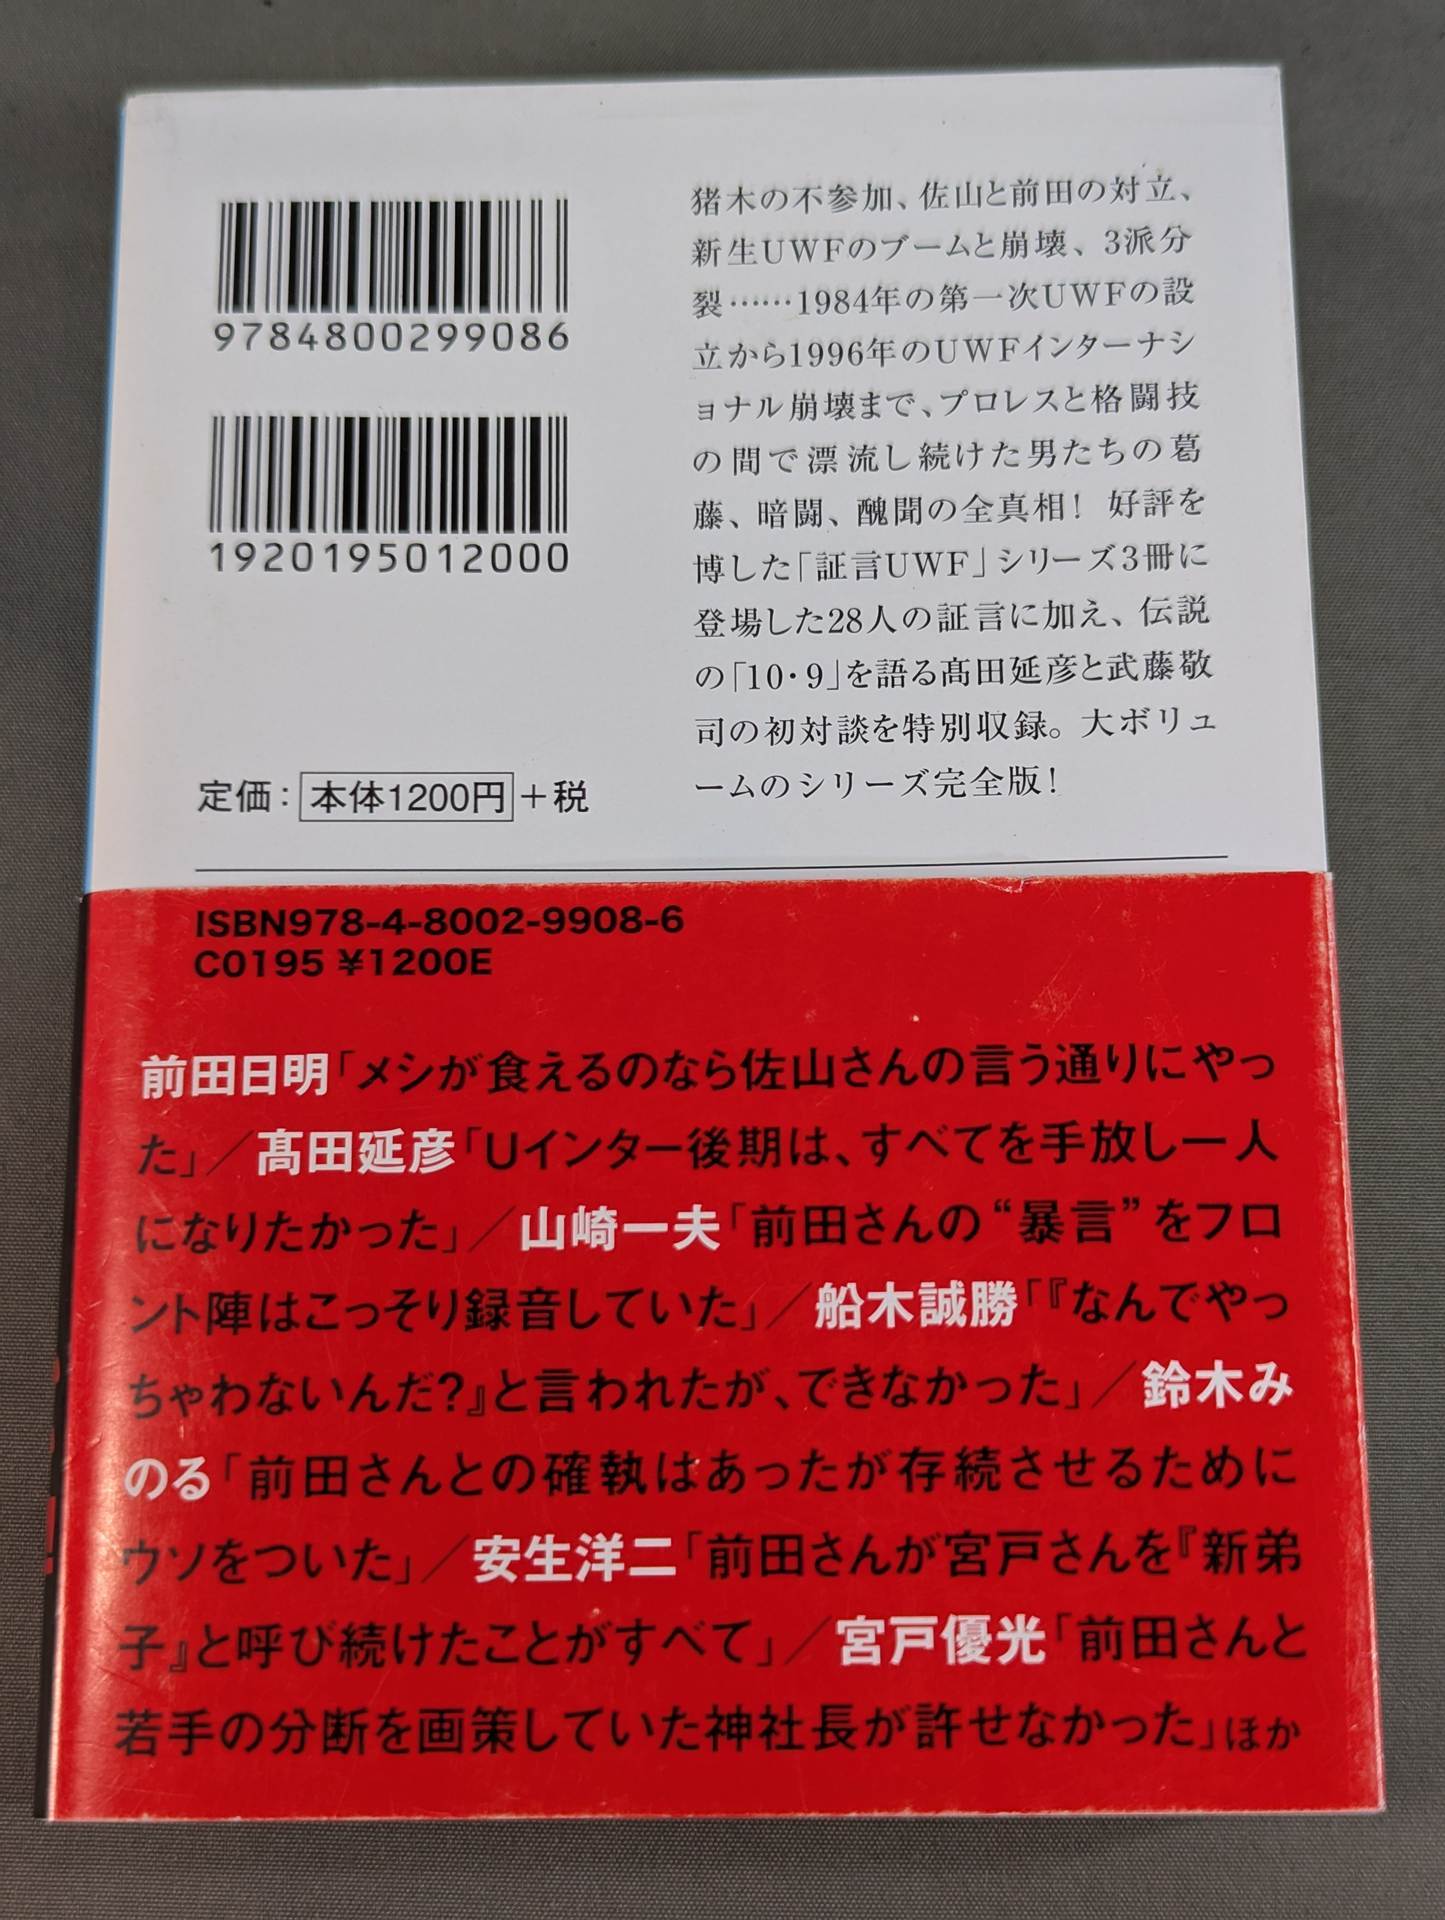 9784800299086
1920195012000
定価：本体1200円＋税
猪木の不参加、佐山と前田の対立、
新生UWFのブームと崩壊、3派分
裂……1984年の第一次UWFの設
立から1996年のUWFインターナシ
ョナル崩壊まで、プロレスと格闘技
の間で漂流し続けた男たちの葛
藤、暗闘、醜聞の全真相！ 好評を
博した「証言UWF」シリーズ3冊に
登場した28人の証言に加え、伝説
の「10・9」を語る髙田延彦と武藤敬
司の初対談を特別収録。大ボリュ
ームのシリーズ完全版！
ISBN978-4-8002-9908-6
C0195 ¥1200E
前田日明「メシが食えるのなら佐山さんの言う通りにやっ
た」／髙田延彦「Uインター後期は、すべてを手放し一人
になりたかった」／山崎一夫「前田さんの“暴言”をフロ
ント陣はこっそり録音していた」／船木誠勝「『なんでやっ
ちゃわないんだ？』と言われたが、できなかった」／鈴木み
のる「前田さんとの確執はあったが存続させるために
ウソをついた」／安生洋二「前田さんが宮戸さんを『新弟
子』と呼び続けたことがすべて」／宮戸優光「前田さんと
若手の分断を画策していた神社長が許せなかった」ほか